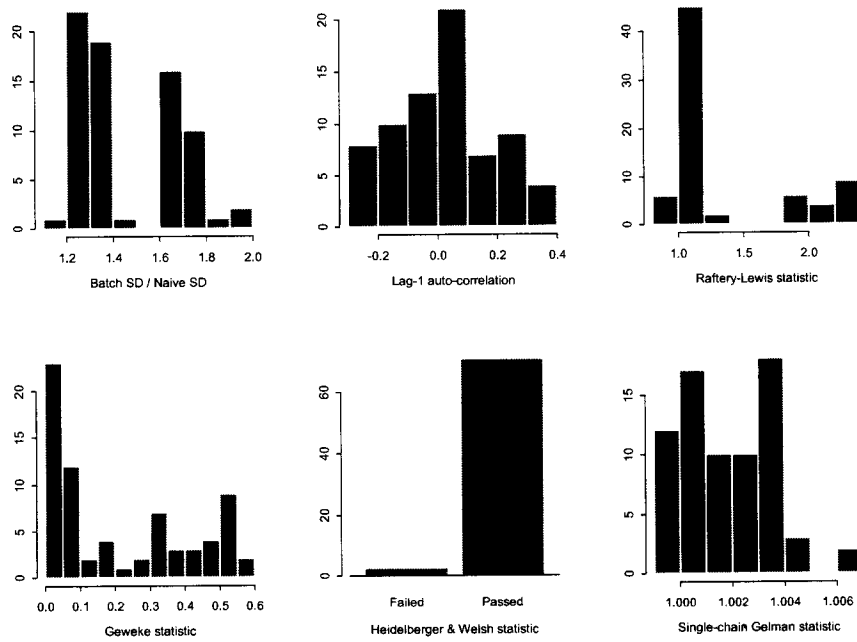 20
15
10
5
0
1.2 1.4 1.6 1.8 2.0
Batch SD / Naive SD
20
15
10
5
0
-0.2 0.0 0.2 0.4
Lag-1 auto-correlation
40
30
20
10
0
1.0 1.5 2.0
Raftery-Lewis statistic
20
15
10
5
0
0.0 0.1 0.2 0.3 0.4 0.5 0.6
Geweke statistic
60
40
20
0
Failed Passed
Heidelberger & Welsh statistic
15
10
5
0
1.000 1.002 1.004 1.006
Single-chain Gelman statistic